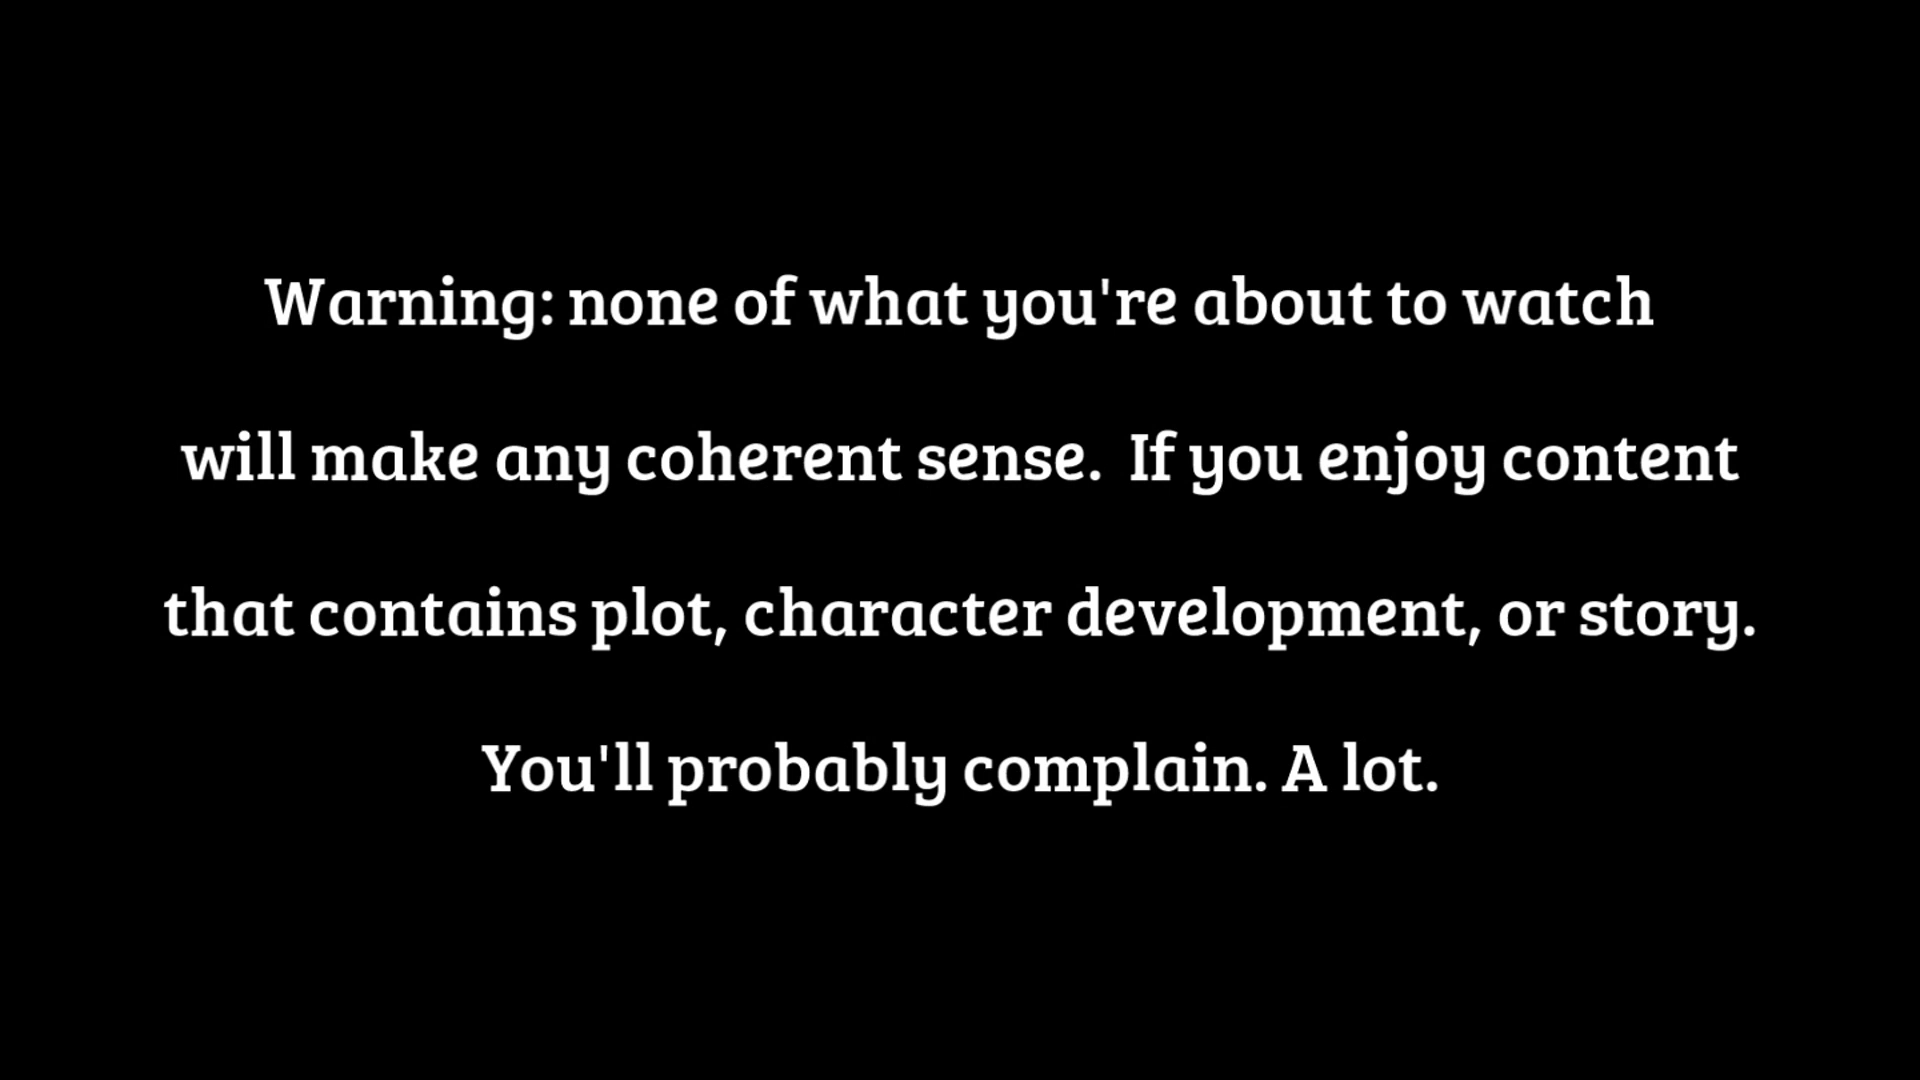 Warning: none of what you're about to watch
will make any coherent sense.  If you enjoy content
that contains plot, character development, or story.
You'll probably complain. A lot.